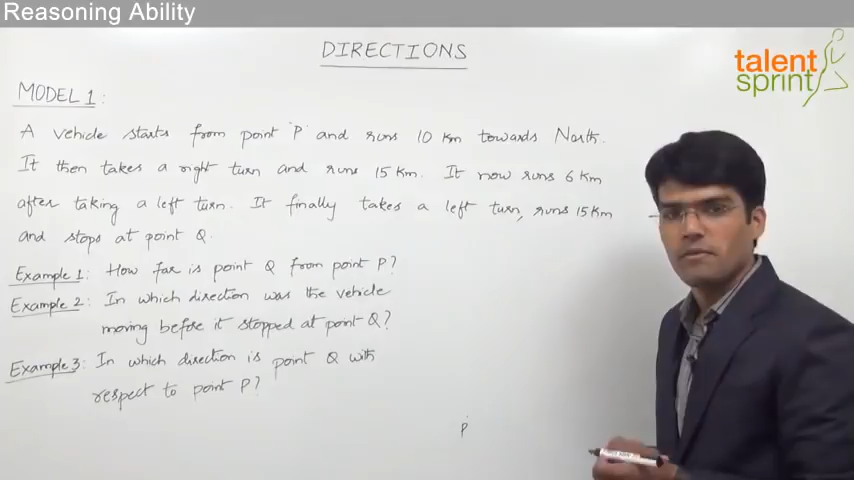 Reasoning Ability
DIRECTIONS
talent
sprint
MODEL 1:
A vehicle starts from point 'P' and runs 10 km towards North.
It then takes a right turn and runs 15 Km. It now runs 6 Km
after taking a left turn. It finally takes a left turn, runs 15 Km
and stops at point Q.
Example 1: How far is point Q from point P?
Example 2: In which direction was the vehicle
moving before it stopped at point Q?
Example 3: In which direction is point Q with
respect to point P?
P